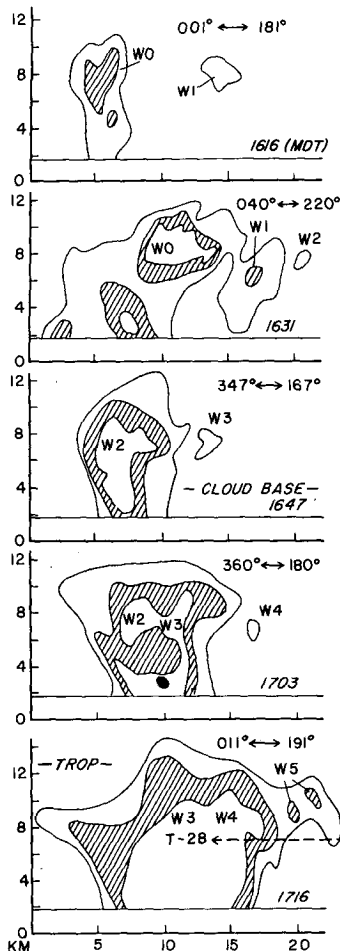 001° ↔ 181°
12
W0
8
W1
4
1616 (MDT)
0
040° ↔ 220°
12
W1
W0
W2
8
4
1631
0
347° ↔ 167°
12
W3
W2
8
— CLOUD BASE —
4
1647
0
360° ↔ 180°
12
W2
W3
W4
8
4
1703
0
011° ↔ 191°
— TROP —
W5
12
W3
W4
8
T-28 ←
4
1716
0
KM
5
10
15
20